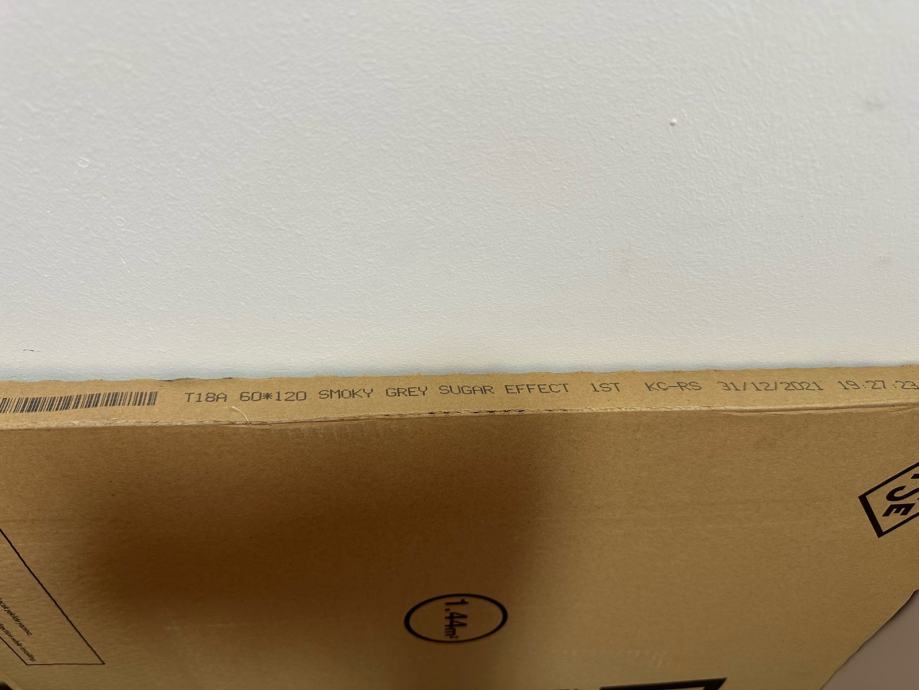 T18A 60*120 SMOKY GREY SUGAR EFFECT 1ST KC-RS 31/12/2021 19:27:23
1.44m²